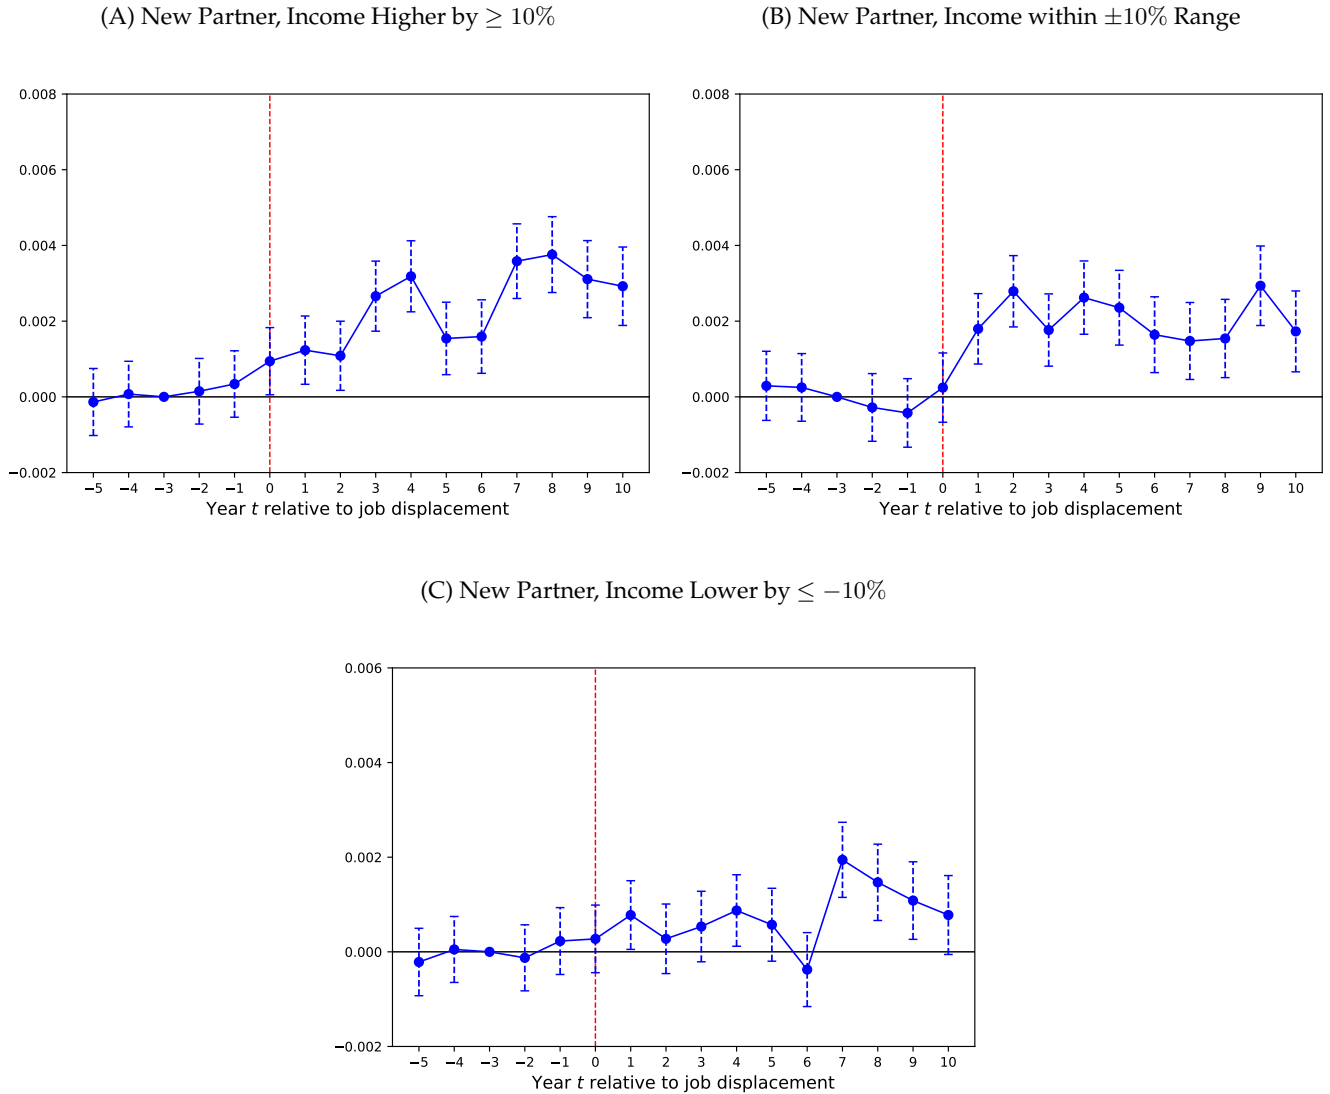 (A) New Partner, Income Higher by ≥ 10%
(B) New Partner, Income within ±10% Range
0.008
0.006
0.004
0.002
0.000
−0.002
−5 −4 −3 −2 −1 0 1 2 3 4 5 6 7 8 9 10
Year t relative to job displacement
0.008
0.006
0.004
0.002
0.000
−0.002
−5 −4 −3 −2 −1 0 1 2 3 4 5 6 7 8 9 10
Year t relative to job displacement
(C) New Partner, Income Lower by ≤ −10%
0.006
0.004
0.002
0.000
−0.002
−5 −4 −3 −2 −1 0 1 2 3 4 5 6 7 8 9 10
Year t relative to job displacement